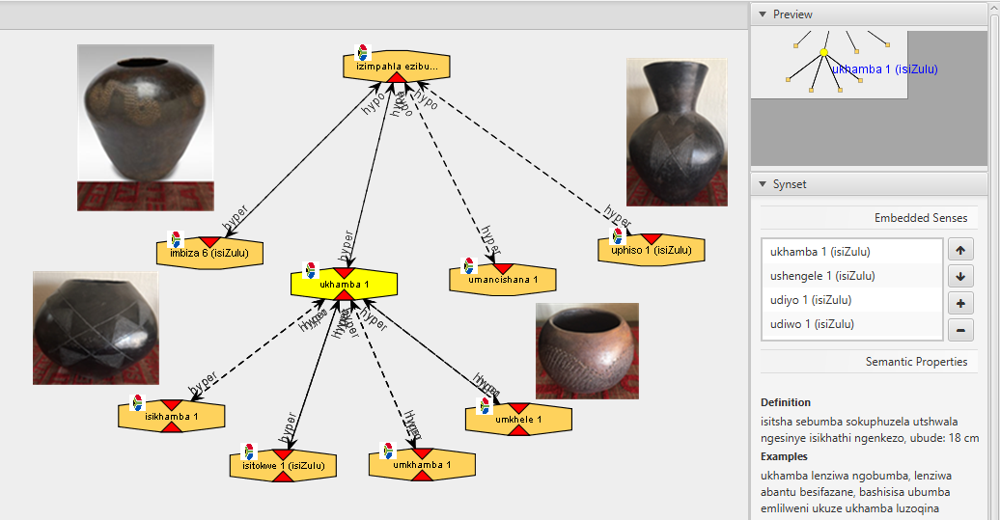 izimpahla ezibu...
hypo
hypo
hypo
hypo
hyper
hyper
hyper
hyper
imbiza 6 (isiZulu)
ukhamba 1
umancishana 1
uphiso 1 (isiZulu)
hyper
hyper
isikhamba 1
isitokwe 1 (isiZulu)
umkhamba 1
umkhele 1
Preview
ukhamba 1 (isiZulu)
Synset
Embedded Senses
ukhamba 1 (isiZulu)
ushengele 1 (isiZulu)
udiyo 1 (isiZulu)
udiwo 1 (isiZulu)
Semantic Properties
Definition
isitsha sebumba sokuphuzela utshwala
ngesinye isikhathi ngenkezo, ubude: 18 cm
Examples
ukhamba lenziwa ngobumba, lenziwa
abantu besifazane, bashisisa ubumba
emlilweni ukuze ukhamba luzoqina